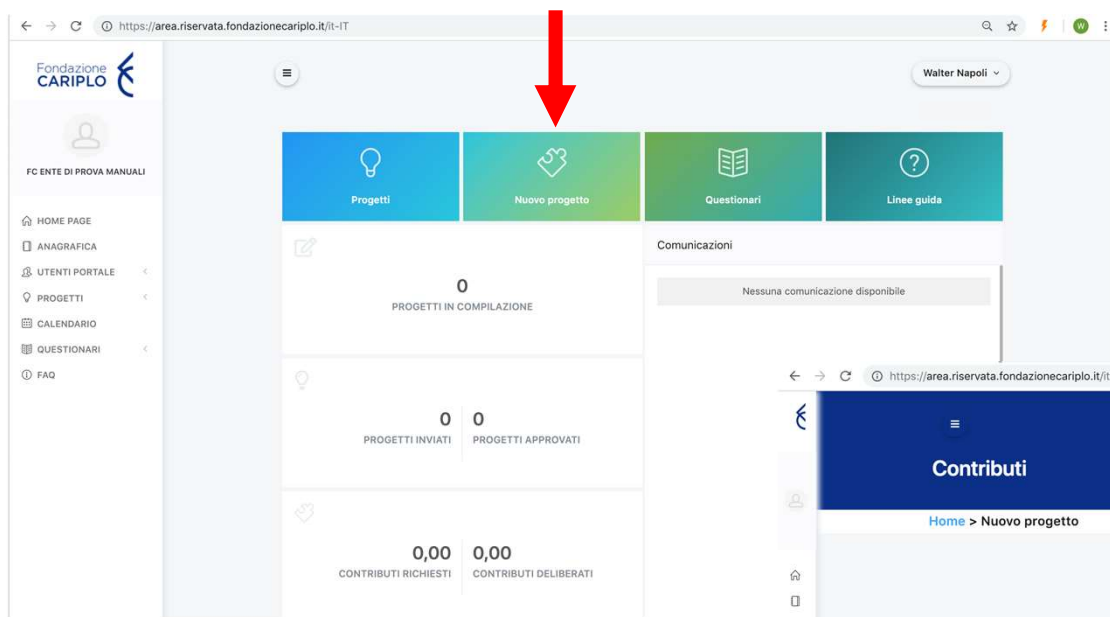 https://area.riservata.fondazionecariplo.it/it-IT
W
Fondazione
CARIPLO
Walter Napoli
FC ENTE DI PROVA MANUALI
HOME PAGE
ANAGRAFICA
UTENTI PORTALE
PROGETTI
CALENDARIO
QUESTIONARI
FAQ
Progetti
Nuovo progetto
Questionari
Linee guida
0
PROGETTI IN COMPILAZIONE
Comunicazioni
Nessuna comunicazione disponibile
0 0
PROGETTI INVIATI PROGETTI APPROVATI
0,00 0,00
CONTRIBUTI RICHIESTI CONTRIBUTI DELIBERATI
https://area.riservata.fondazionecariplo.it/it
Contributi
Home > Nuovo progetto